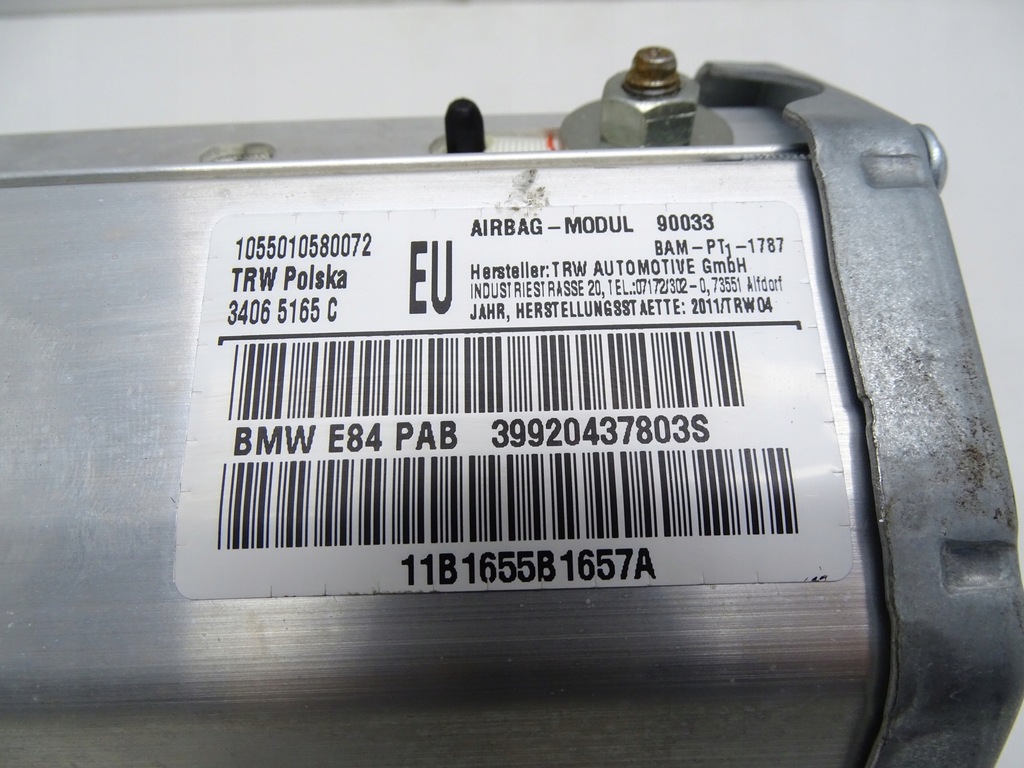 1055010580072
TRW Polska
3406 5165 C
EU
AIRBAG-MODUL 90033
BAM-PT1-1787
Hersteller: TRW AUTOMOTIVE GmbH
INDUSTRIESTRASSE 20, TEL.:07172/302-0, 73551 Alfdorf
JAHR, HERSTELLUNGSSTAETTE: 2011/TRW04
BMW E84 PAB 39920437803S
11B1655B1657A